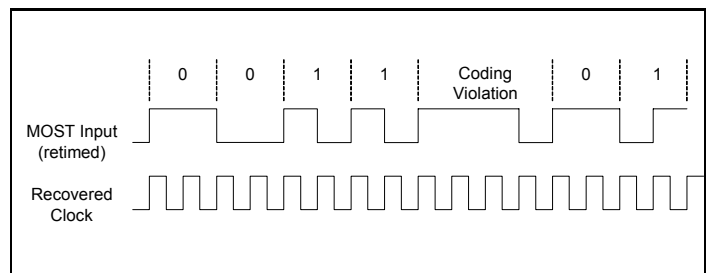 0 0 1 1 Coding Violation 0 1
MOST Input
(retimed)
Recovered
Clock